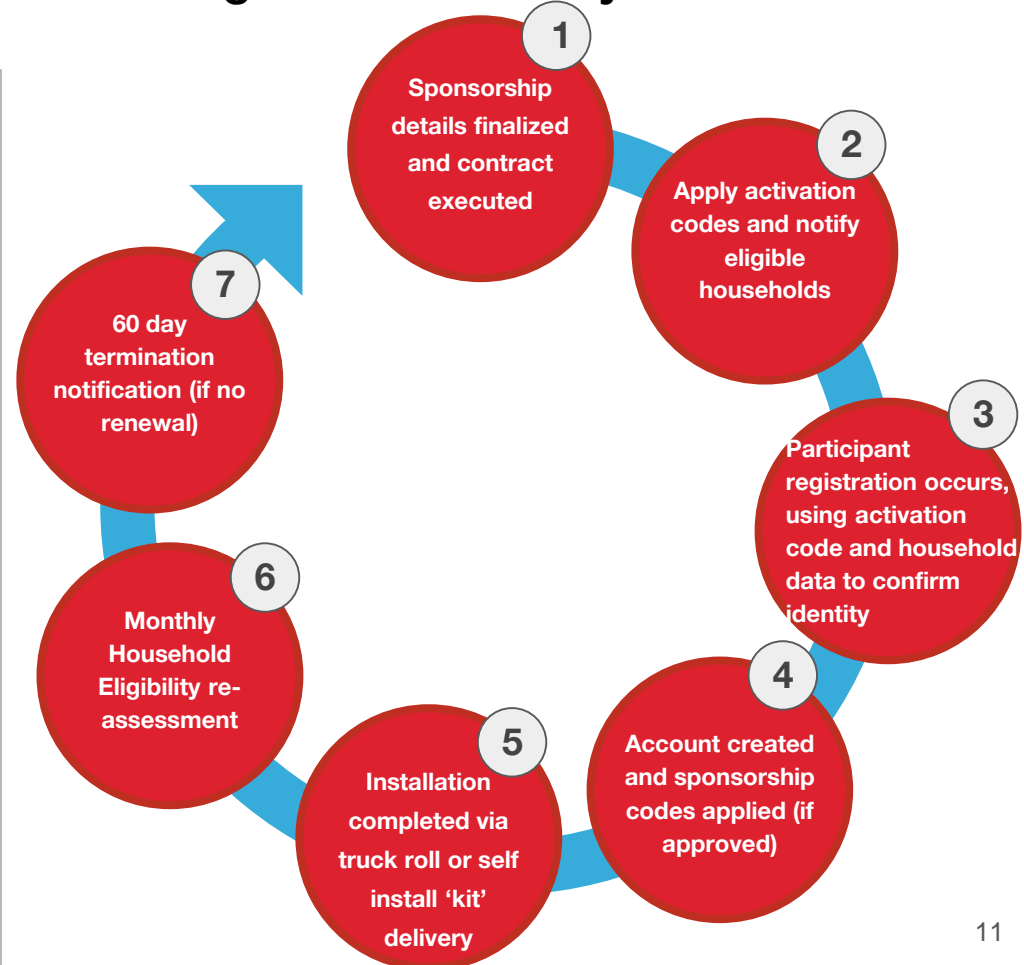 1
Sponsorship
details finalized
and contract
executed
2
Apply activation
codes and notify
eligible
households
3
Participant
registration occurs,
using activation
code and household
data to confirm
identity
4
Account created
and sponsorship
codes applied (if
approved)
5
Installation
completed via
truck roll or self
install ‘kit’
delivery
6
Monthly
Household
Eligibility re-
assessment
7
60 day
termination
notification (if no
renewal)
11